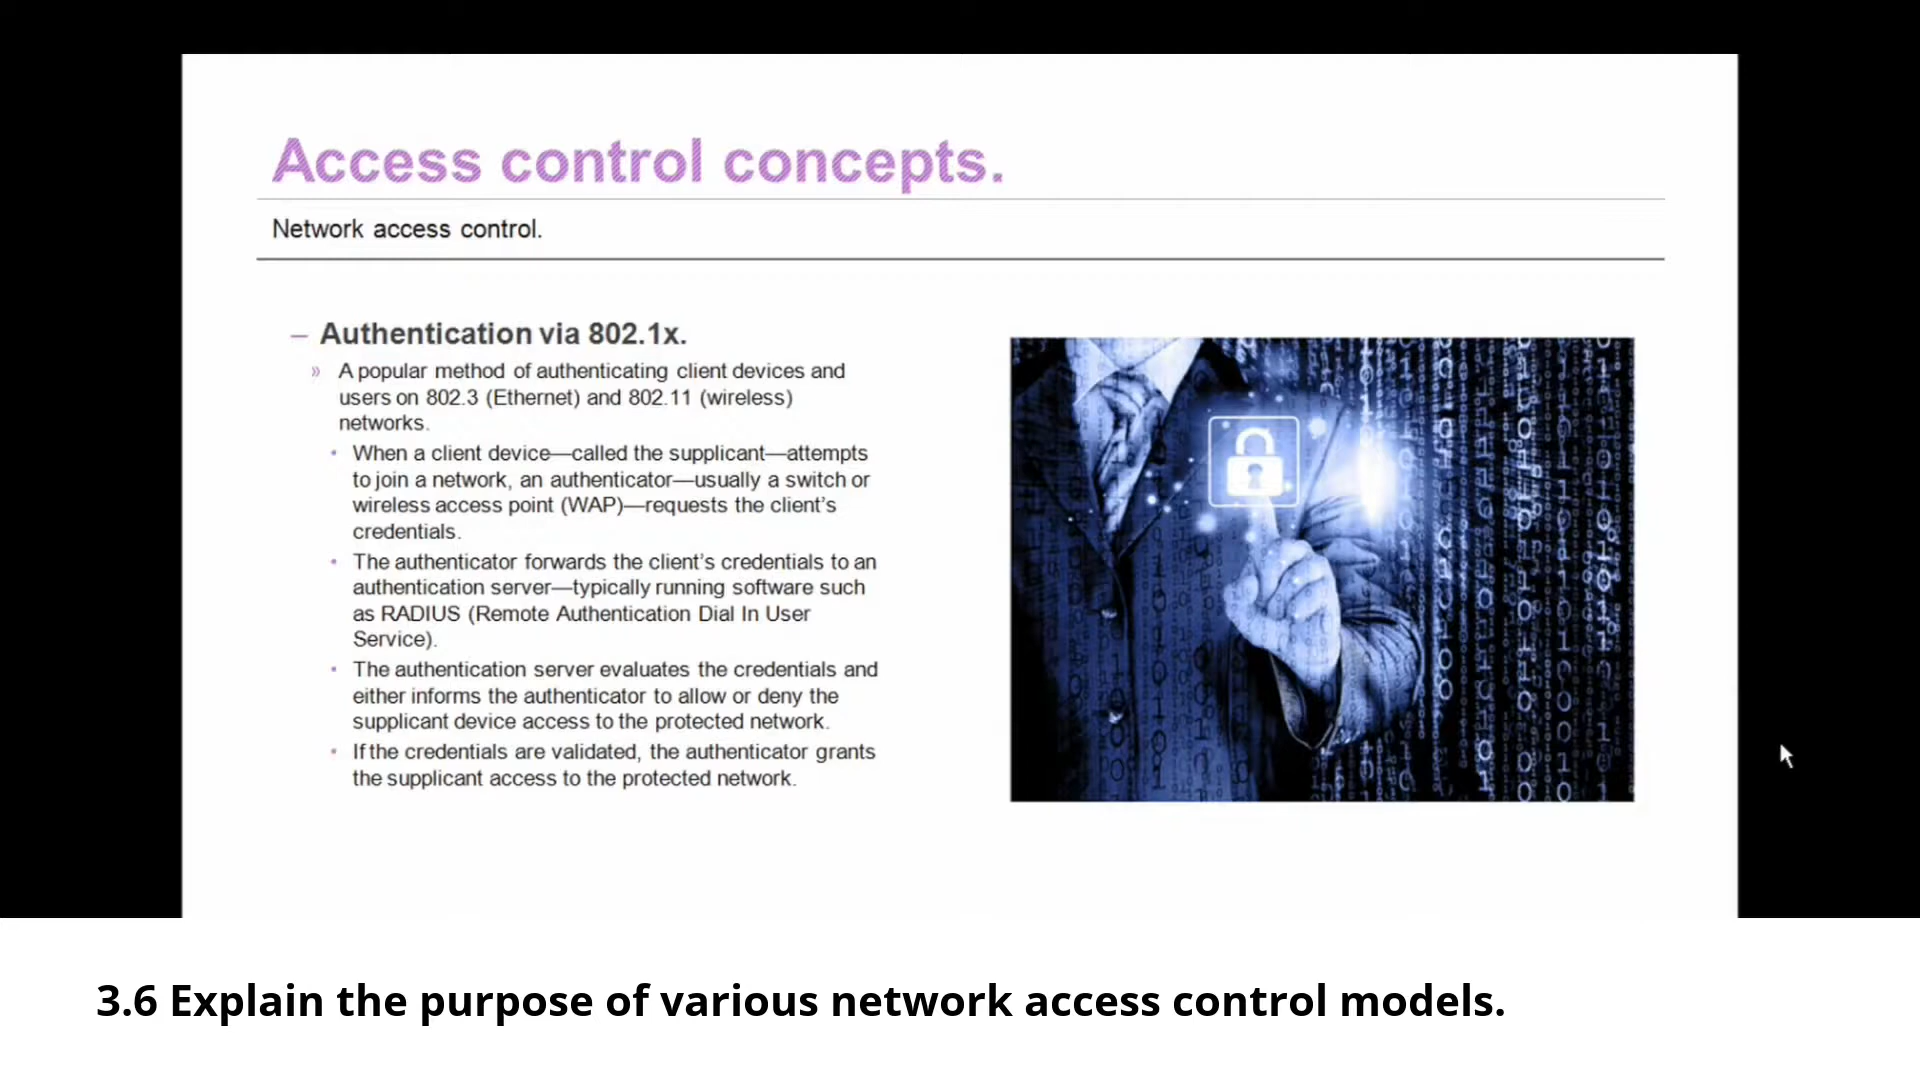 Access control concepts.
Network access control.
– Authentication via 802.1x.
» A popular method of authenticating client devices and
users on 802.3 (Ethernet) and 802.11 (wireless)
networks.
• When a client device—called the supplicant—attempts
to join a network, an authenticator—usually a switch or
wireless access point (WAP)—requests the client's
credentials.
• The authenticator forwards the client's credentials to an
authentication server—typically running software such
as RADIUS (Remote Authentication Dial In User
Service).
• The authentication server evaluates the credentials and
either informs the authenticator to allow or deny the
supplicant device access to the protected network.
• If the credentials are validated, the authenticator grants
the supplicant access to the protected network.
3.6 Explain the purpose of various network access control models.